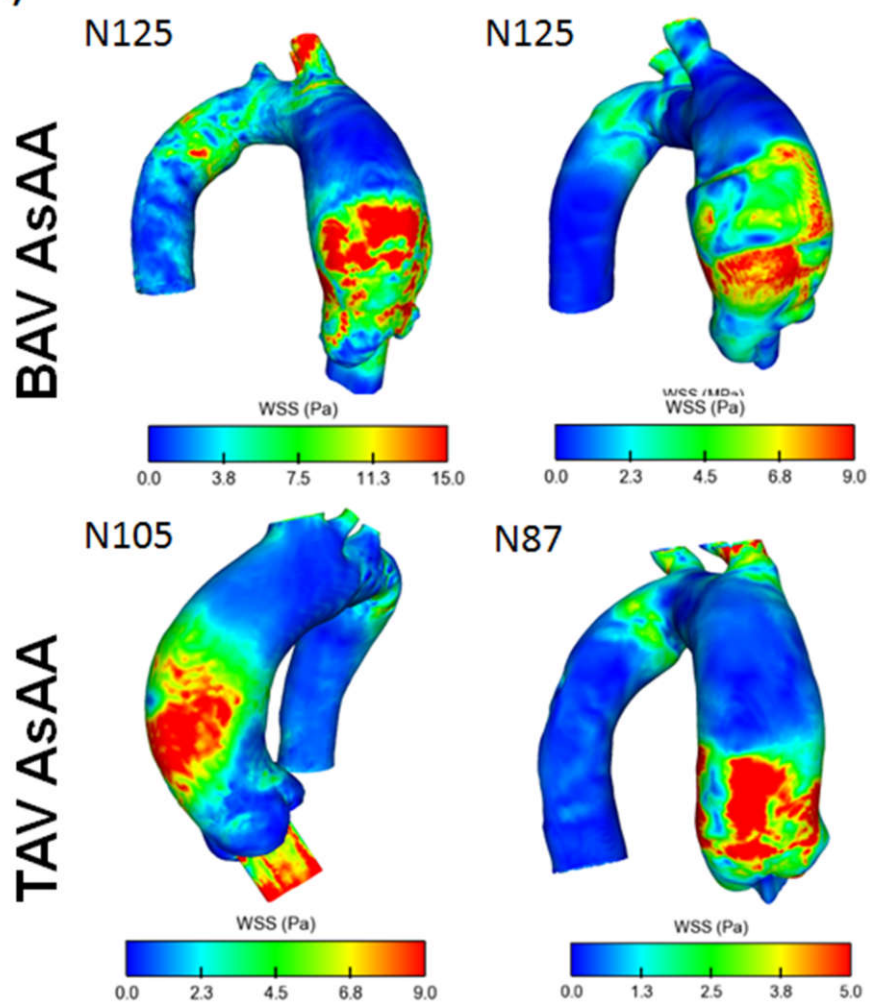 )
N125
N125
BAV AsAA
WSS (Pa)
0.0 3.8 7.5 11.3 15.0
WSS (MPa)
WSS (Pa)
0.0 2.3 4.5 6.8 9.0
N105
N87
TAV AsAA
WSS (Pa)
0.0 2.3 4.5 6.8 9.0
WSS (Pa)
0.0 1.3 2.5 3.8 5.0